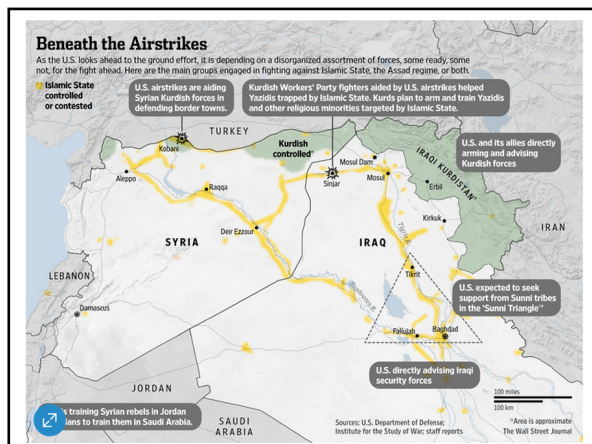 Beneath the Airstrikes
As the U.S. looks ahead to the ground effort, it is depending on a disorganized assortment of forces, some ready, some
not, for the fight ahead. Here are the main groups engaged in fighting against Islamic State, the Assad regime, or both.
Islamic State
controlled
or contested
U.S. airstrikes are aiding
Syrian Kurdish forces in
defending border towns.
Kurdish Workers' Party fighters aided by U.S. airstrikes helped
Yazidis trapped by Islamic State. Kurds plan to arm and train Yazidis
and other religious minorities targeted by Islamic State.
TURKEY
Kobani
Kurdish
controlled*
U.S. and its allies directly
arming and advising
Kurdish forces
Aleppo
Mosul Dam
Sinjar
Mosul
IRAQI KURDISTAN*
Erbil
Raqqa
Kirkuk
Deir Ezzour
SYRIA
IRAQ
Tigris R.
IRAN
LEBANON
Tikrit
Euphrates R.
U.S. expected to seek
support from Sunni tribes
in the 'Sunni Triangle'*
Damascus
Fallujah
Baghdad
U.S. directly advising Iraqi
security forces
JORDAN
100 miles
100 km
training Syrian rebels in Jordan
to train them in Saudi Arabia.
SAUDI
ARABIA
Sources: U.S. Department of Defense;
Institute for the Study of War; staff reports
*Area is approximate
The Wall Street Journal